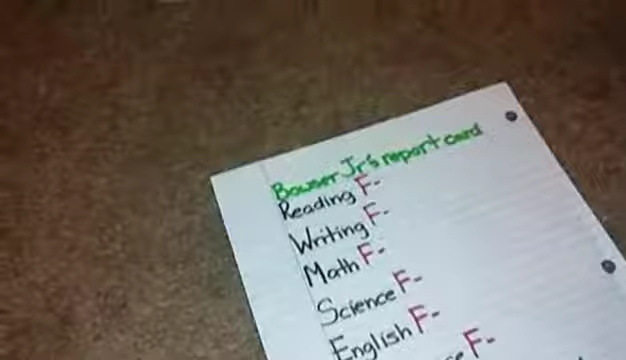 Bowser Jr's report card
Reading F-
Writing F-
Math F-
Science F-
English F-
F-